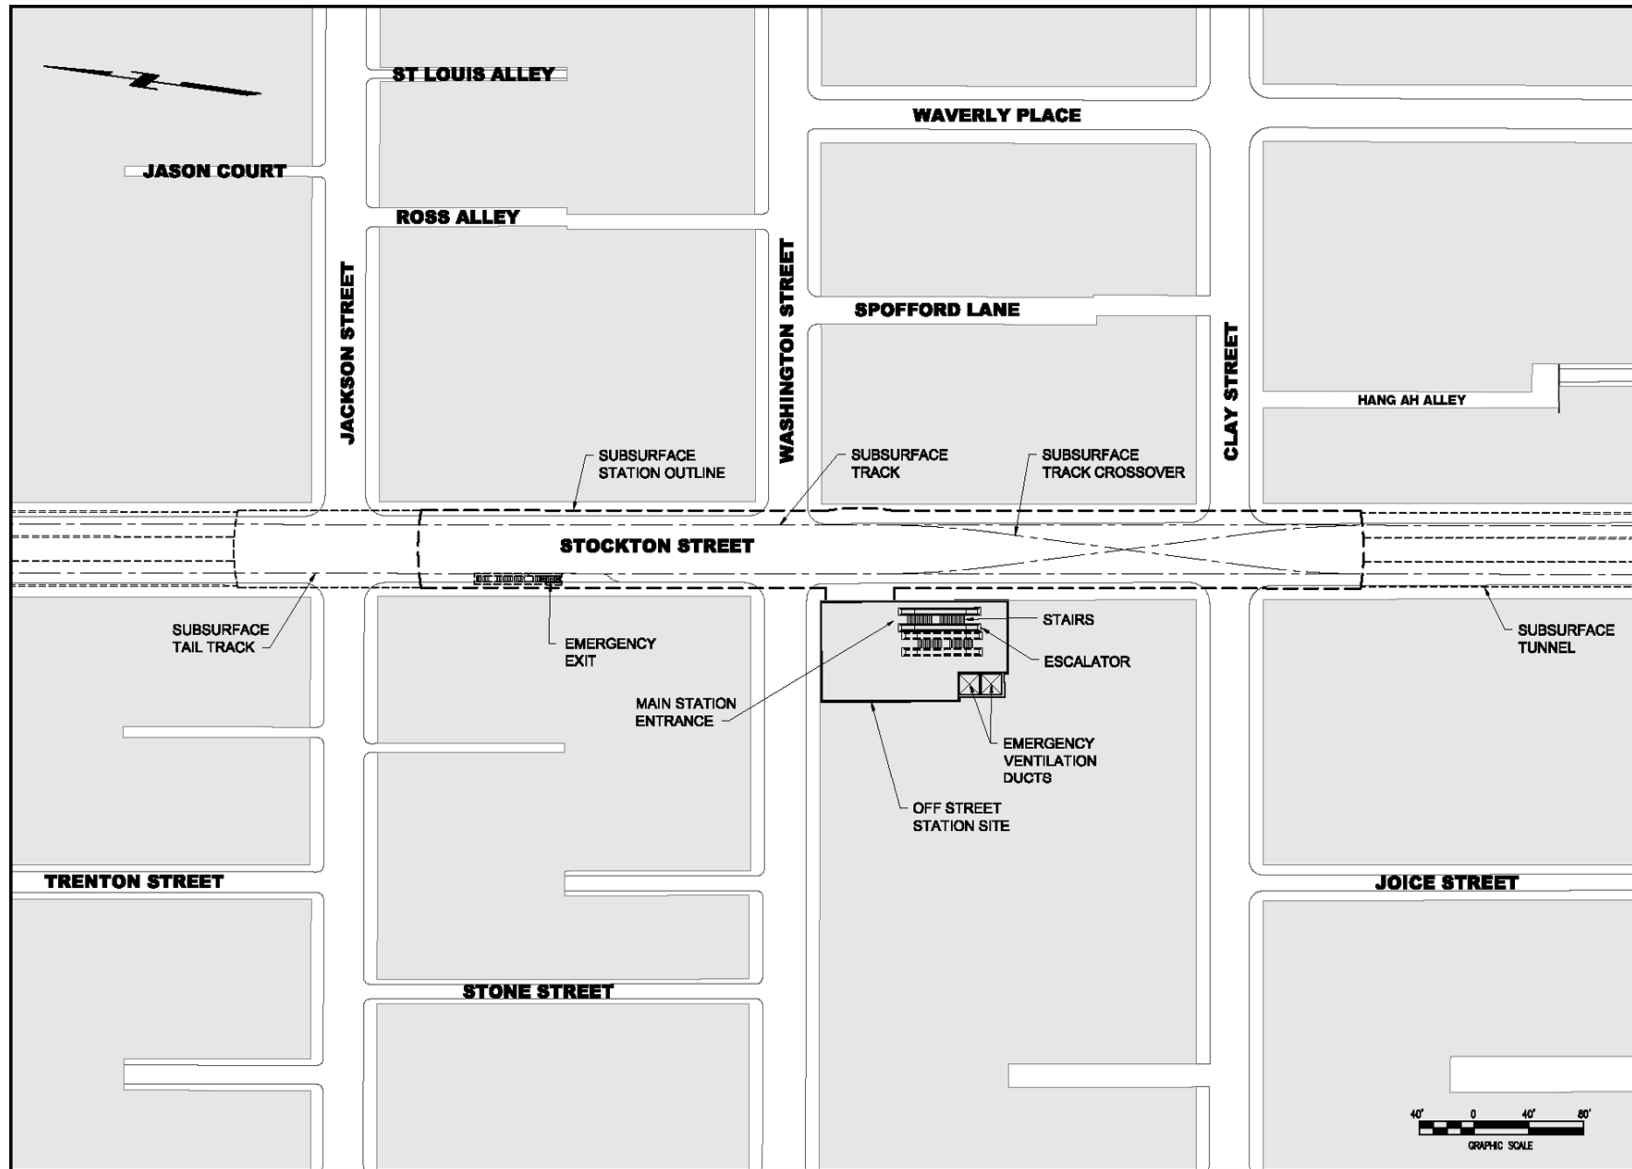 ST LOUIS ALLEY
WAVERLY PLACE
JASON COURT
ROSS ALLEY
JACKSON STREET
WASHINGTON STREET
SPOFFORD LANE
CLAY STREET
HANG AH ALLEY
SUBSURFACE
STATION OUTLINE
SUBSURFACE
TRACK
SUBSURFACE
TRACK CROSSOVER
STOCKTON STREET
SUBSURFACE
TAIL TRACK
EMERGENCY
EXIT
STAIRS
ESCALATOR
SUBSURFACE
TUNNEL
MAIN STATION
ENTRANCE
EMERGENCY
VENTILATION
DUCTS
OFF STREET
STATION SITE
TRENTON STREET
JOICE STREET
STONE STREET
40' 0 40' 80'
GRAPHIC SCALE